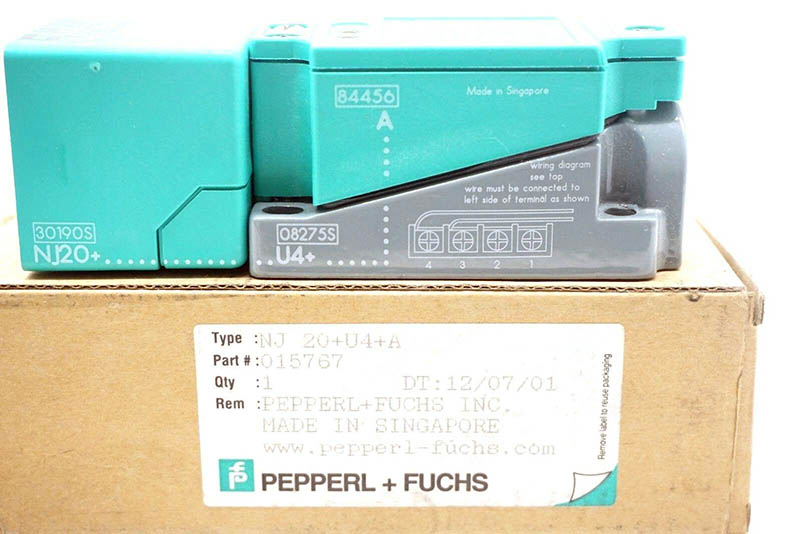 84456
A
Made in Singapore
wiring diagram
see top
wire must be connected to
left side of terminal as shown
30190S
NJ20+
08275S
U4+
4 3 2 1
Type :NJ 20+U4+A
Part # :015767
Qty :1 DT:12/07/01
Rem :PEPPERL+FUCHS INC.
MADE IN SINGAPORE
www.pepperl-fuchs.com
Remove label to reuse packaging
PEPPERL + FUCHS